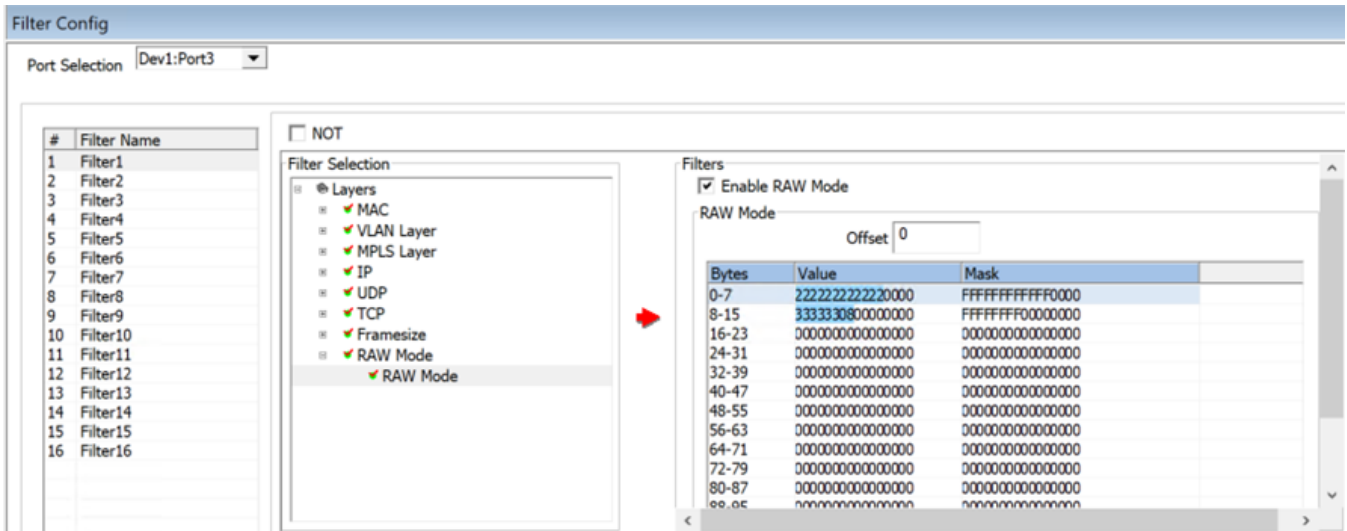 Filter Config
Port Selection Dev1:Port3
# Filter Name
1 Filter1
2 Filter2
3 Filter3
4 Filter4
5 Filter5
6 Filter6
7 Filter7
8 Filter8
9 Filter9
10 Filter10
11 Filter11
12 Filter12
13 Filter13
14 Filter14
15 Filter15
16 Filter16
NOT
Filter Selection
Layers
MAC
VLAN Layer
MPLS Layer
IP
UDP
TCP
Framesize
RAW Mode
RAW Mode
Filters
Enable RAW Mode
RAW Mode
Offset 0
Bytes Value Mask
0-7 2222222222220000 FFFFFFFFFFFF0000
8-15 3333330800000000 FFFFFFFF00000000
16-23 0000000000000000 0000000000000000
24-31 0000000000000000 0000000000000000
32-39 0000000000000000 0000000000000000
40-47 0000000000000000 0000000000000000
48-55 0000000000000000 0000000000000000
56-63 0000000000000000 0000000000000000
64-71 0000000000000000 0000000000000000
72-79 0000000000000000 0000000000000000
80-87 0000000000000000 0000000000000000
88-95 0000000000000000 0000000000000000